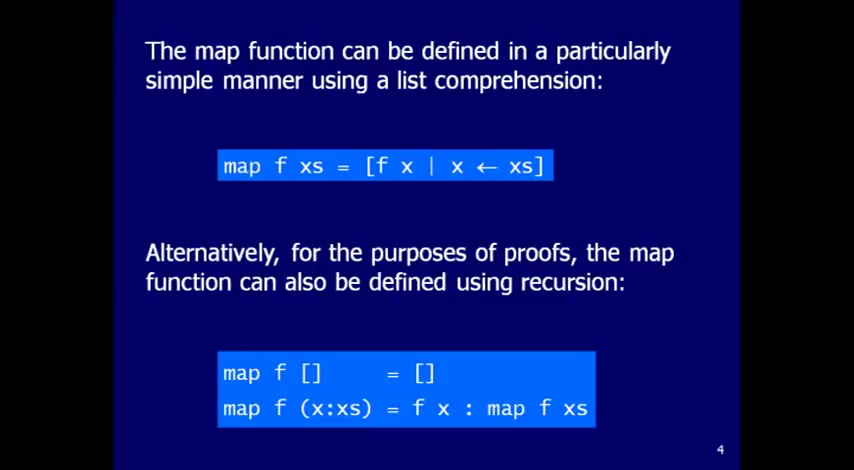 The map function can be defined in a particularly
simple manner using a list comprehension:
map f xs = [f x | x ← xs]
Alternatively, for the purposes of proofs, the map
function can also be defined using recursion:
map f []     = []
map f (x:xs) = f x : map f xs
4